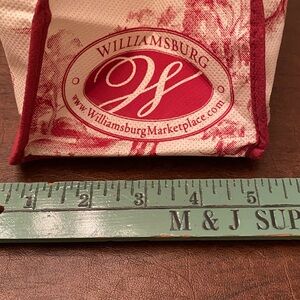 WILLIAMSBURG
W
www.WilliamsburgMarketplace.com
1 2 3 4 5
M & J SUP